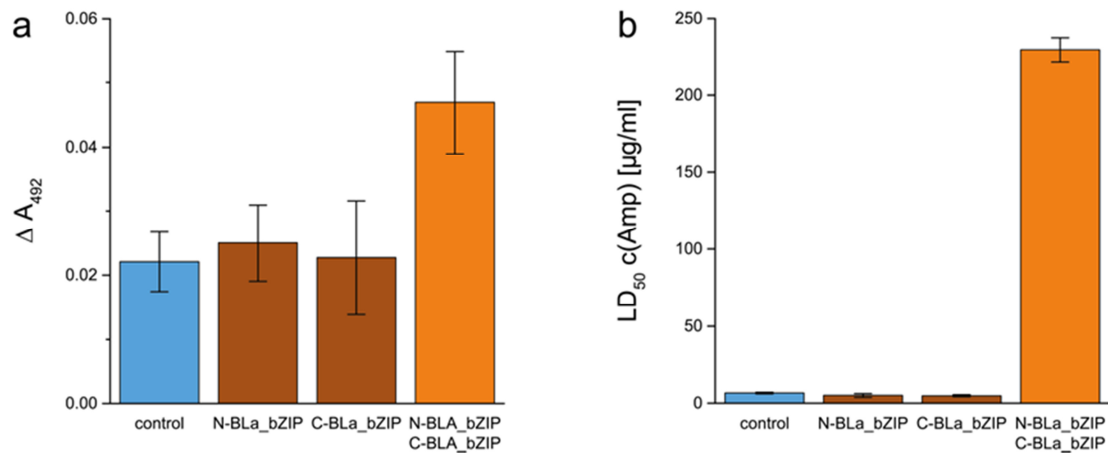 a
0.06
0.04
0.02
0.00
Δ A492
control
N-BLa_bZIP
C-BLa_bZIP
N-BLA_bZIP
C-BLA_bZIP
b
250
200
150
100
50
0
LD50 c(Amp) [µg/ml]
control
N-BLa_bZIP
C-BLa_bZIP
N-BLa_bZIP
C-BLa_bZIP